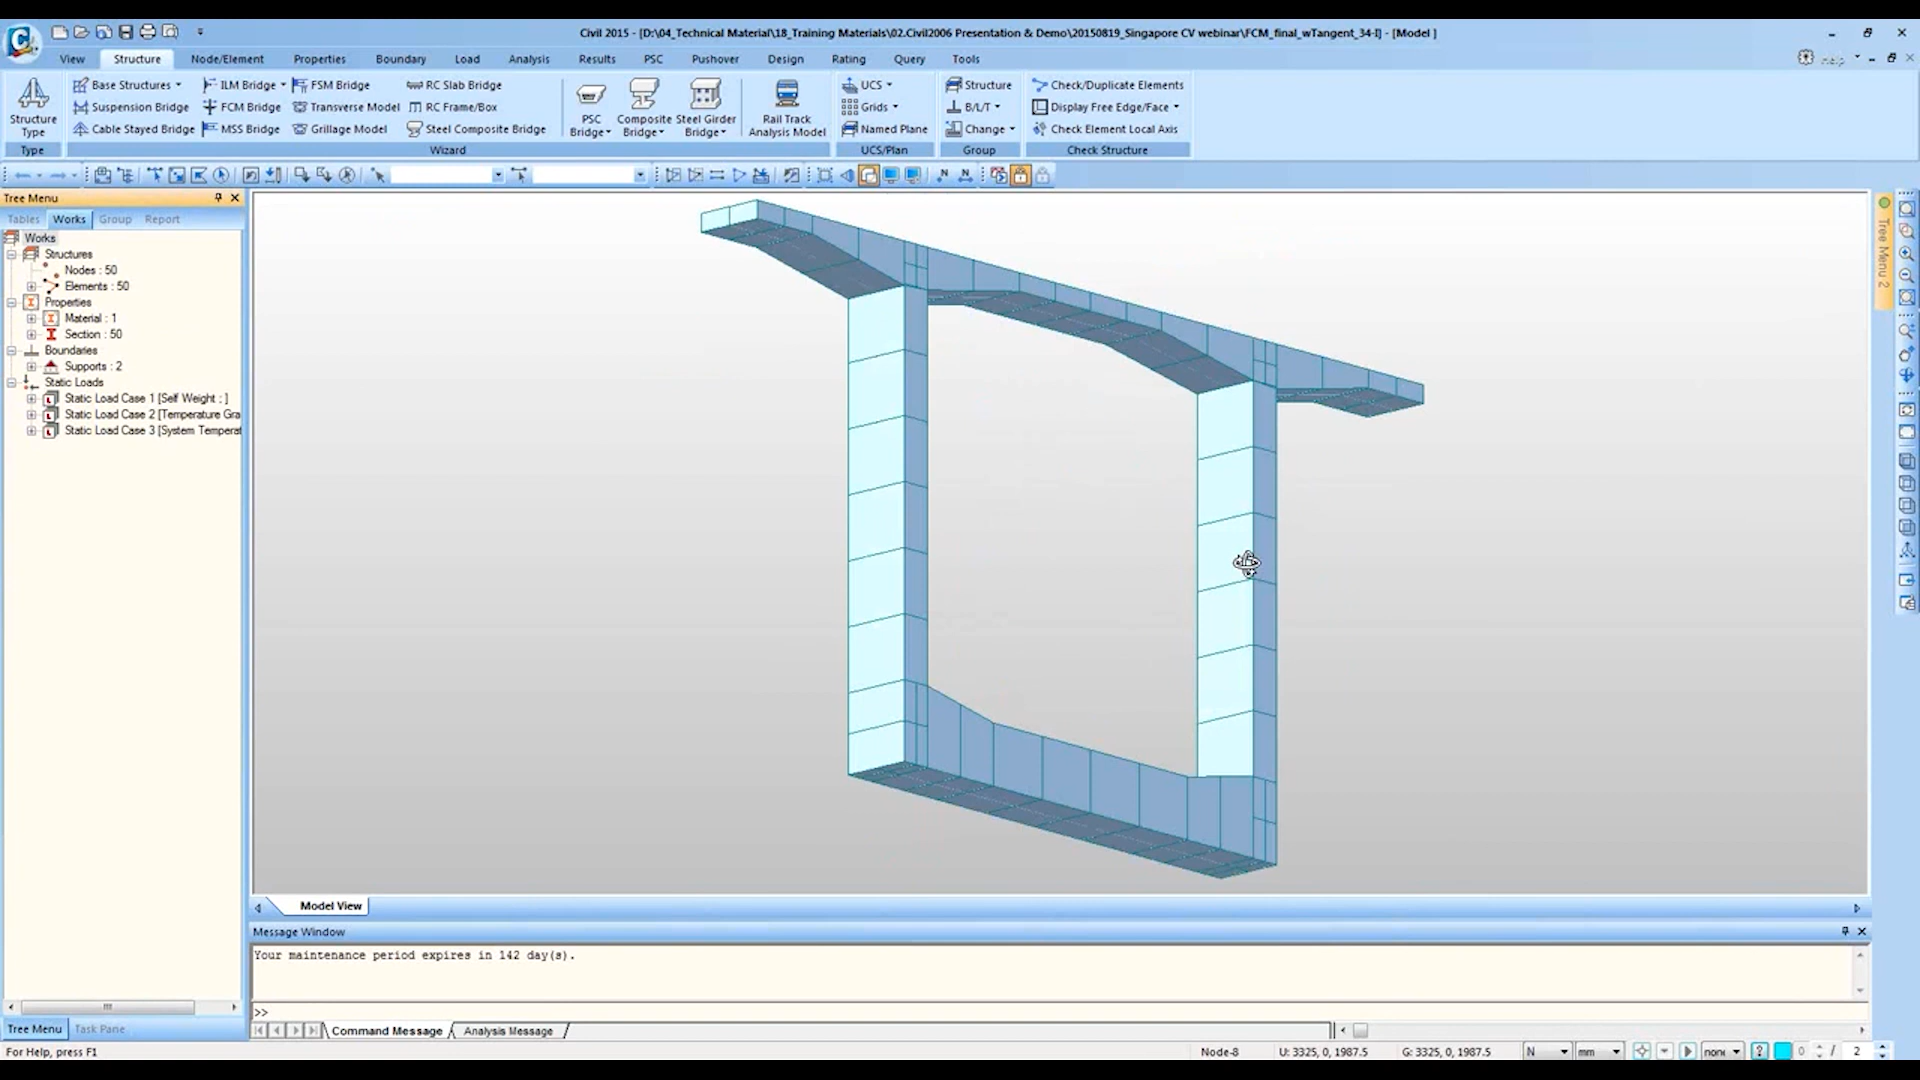 Civil 2015 - [D:\04_Technical Material\18_Training Materials\02.Civil2006 Presentation & Demo\20150819_Singapore CV webinar\FCM_final_wTangent_34-I] - [Model ]
View Structure Node/Element Properties Boundary Load Analysis Results PSC Pushover Design Rating Query Tools Help
Structure Type
Base Structures ILM Bridge FSM Bridge RC Slab Bridge
Suspension Bridge FCM Bridge Transverse Model RC Frame/Box
Cable Stayed Bridge MSS Bridge Grillage Model Steel Composite Bridge
PSC Bridge Composite Bridge Steel Girder Bridge Rail Track Analysis Model
UCS Structure Check/Duplicate Elements
Grids B/L/T Display Free Edge/Face
Named Plane Change Check Element Local Axis
Type Wizard UCS/Plan Group Check Structure
Tree Menu
Tables Works Group Report
Works
Structures
Nodes : 50
Elements : 50
Properties
Material : 1
Section : 50
Boundaries
Supports : 2
Static Loads
Static Load Case 1 [Self Weight ; ]
Static Load Case 2 [Temperature Gra
Static Load Case 3 [System Temperat
Tree Menu 2
Model View
Message Window
Your maintenance period expires in 142 day(s).
>>
Tree Menu Task Pane
Command Message Analysis Message
For Help, press F1
Node-8 U: 3325, 0, 1987.5 G: 3325, 0, 1987.5 N mm none ? 0 / 2